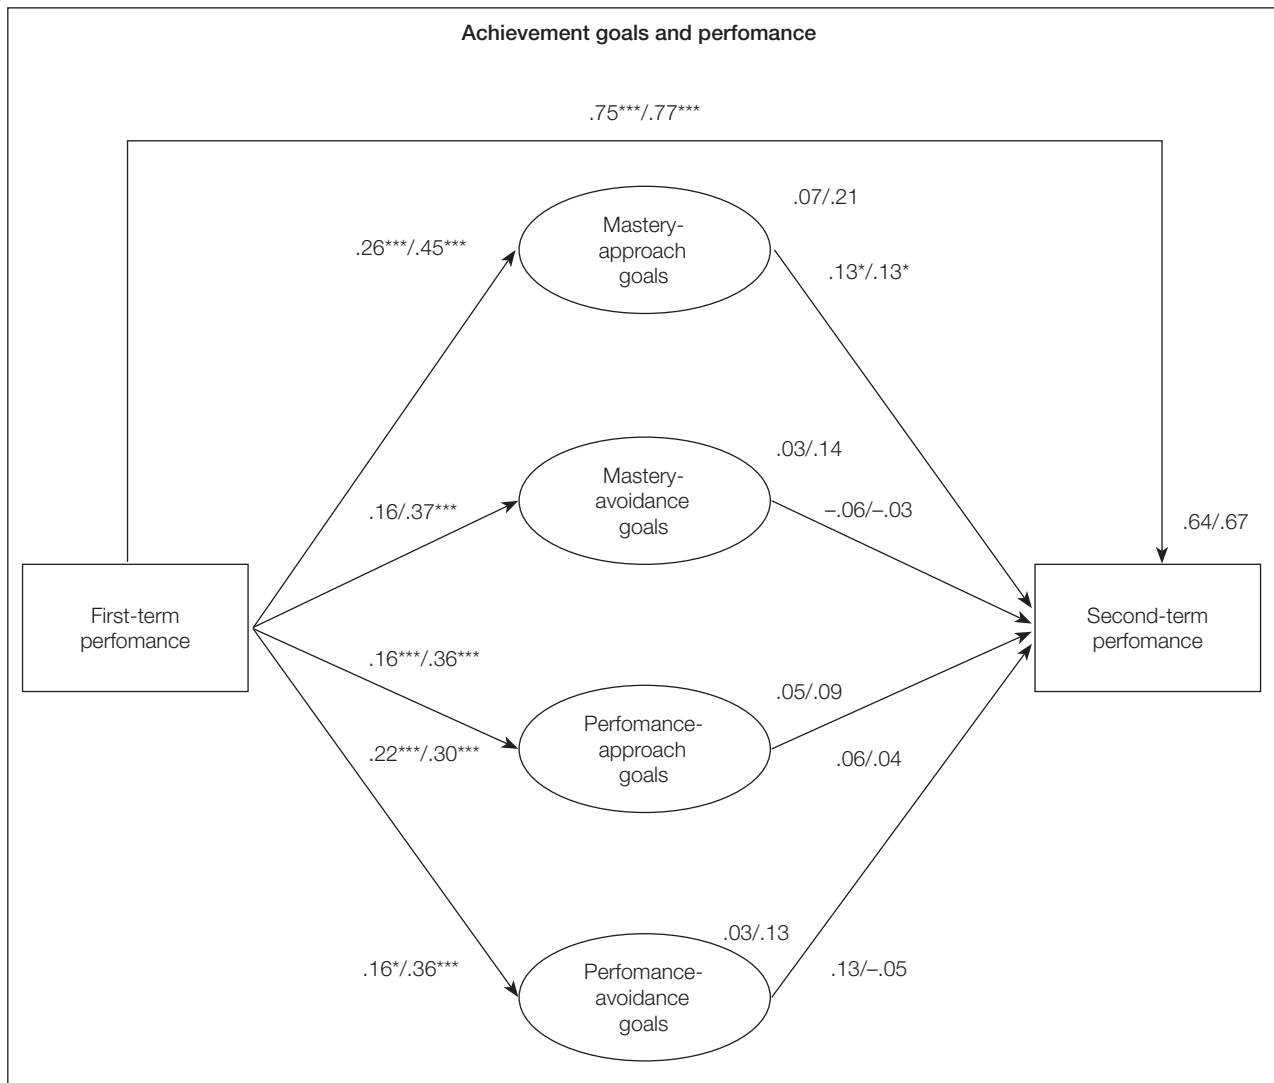 Achievement goals and perfomance
.75***/.77***
.07/.21
Mastery-
approach
goals
.26***/.45***
.13*/.13*
.03/.14
Mastery-
avoidance
goals
.16/.37***
–.06/–.03
.64/.67
First-term
perfomance
Second-term
perfomance
.16***/.36***
.05/.09
Perfomance-
approach
goals
.22***/.30***
.06/.04
.03/.13
Perfomance-
avoidance
goals
.16*/.36***
.13/–.05